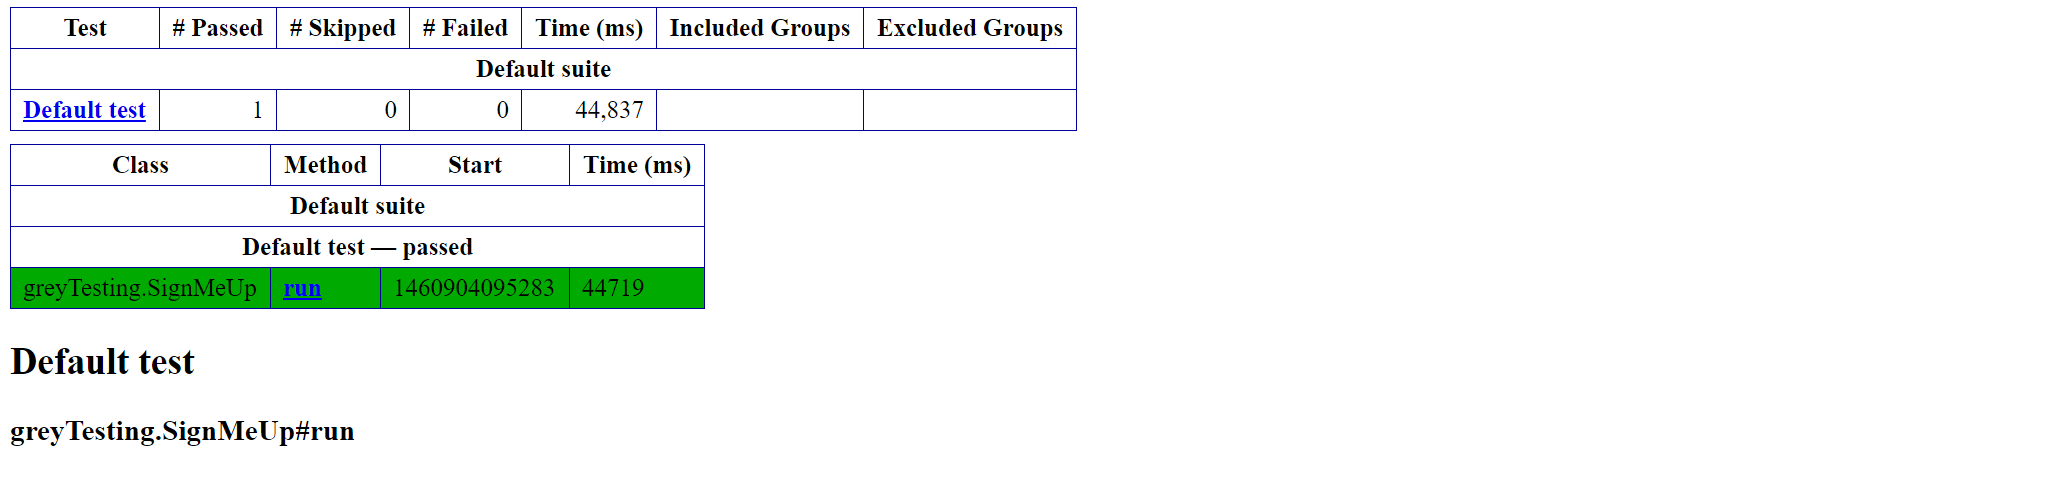 Test # Passed # Skipped # Failed Time (ms) Included Groups Excluded Groups
Default suite
Default test 1 0 0 44,837
Class Method Start Time (ms)
Default suite
Default test — passed
greyTesting.SignMeUp run 1460904095283 44719
Default test
greyTesting.SignMeUp#run